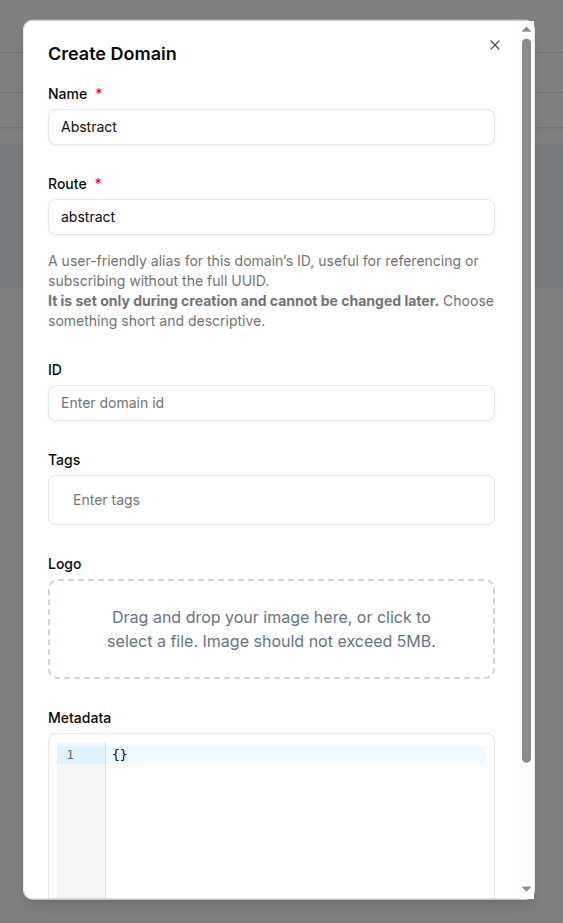 Create Domain
Name *
Abstract
Route *
abstract
A user-friendly alias for this domain’s ID, useful for referencing or
subscribing without the full UUID.
It is set only during creation and cannot be changed later. Choose
something short and descriptive.
ID
Enter domain id
Tags
Enter tags
Logo
Drag and drop your image here, or click to
select a file. Image should not exceed 5MB.
Metadata
1 {}